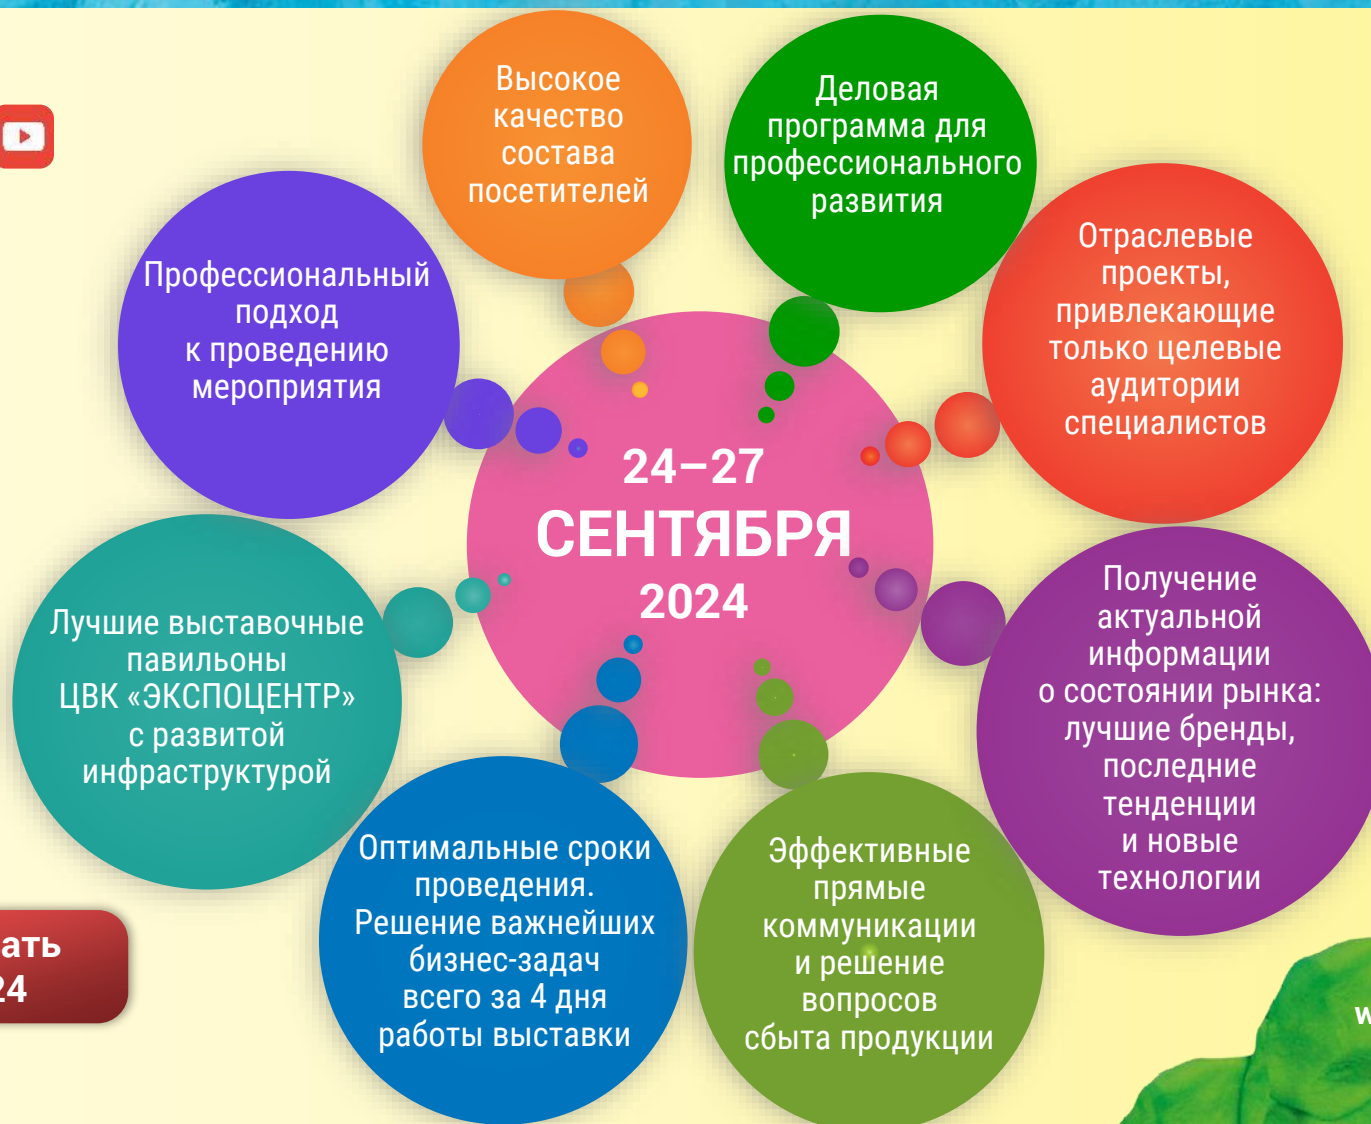 Высокое
качество
состава
посетителей
Деловая
программа для
профессионального
развития
Отраслевые
проекты,
привлекающие
только целевые
аудитории
специалистов
Профессиональный
подход
к проведению
мероприятия
24–27
СЕНТЯБРЯ
2024
Получение
актуальной
информации
о состоянии рынка:
лучшие бренды,
последние
тенденции
и новые
технологии
Лучшие выставочные
павильоны
ЦВК «ЭКСПОЦЕНТР»
с развитой
инфраструктурой
Оптимальные сроки
проведения.
Решение важнейших
бизнес-задач
всего за 4 дня
работы выставки
Эффективные
прямые
коммуникации
и решение
вопросов
сбыта продукции